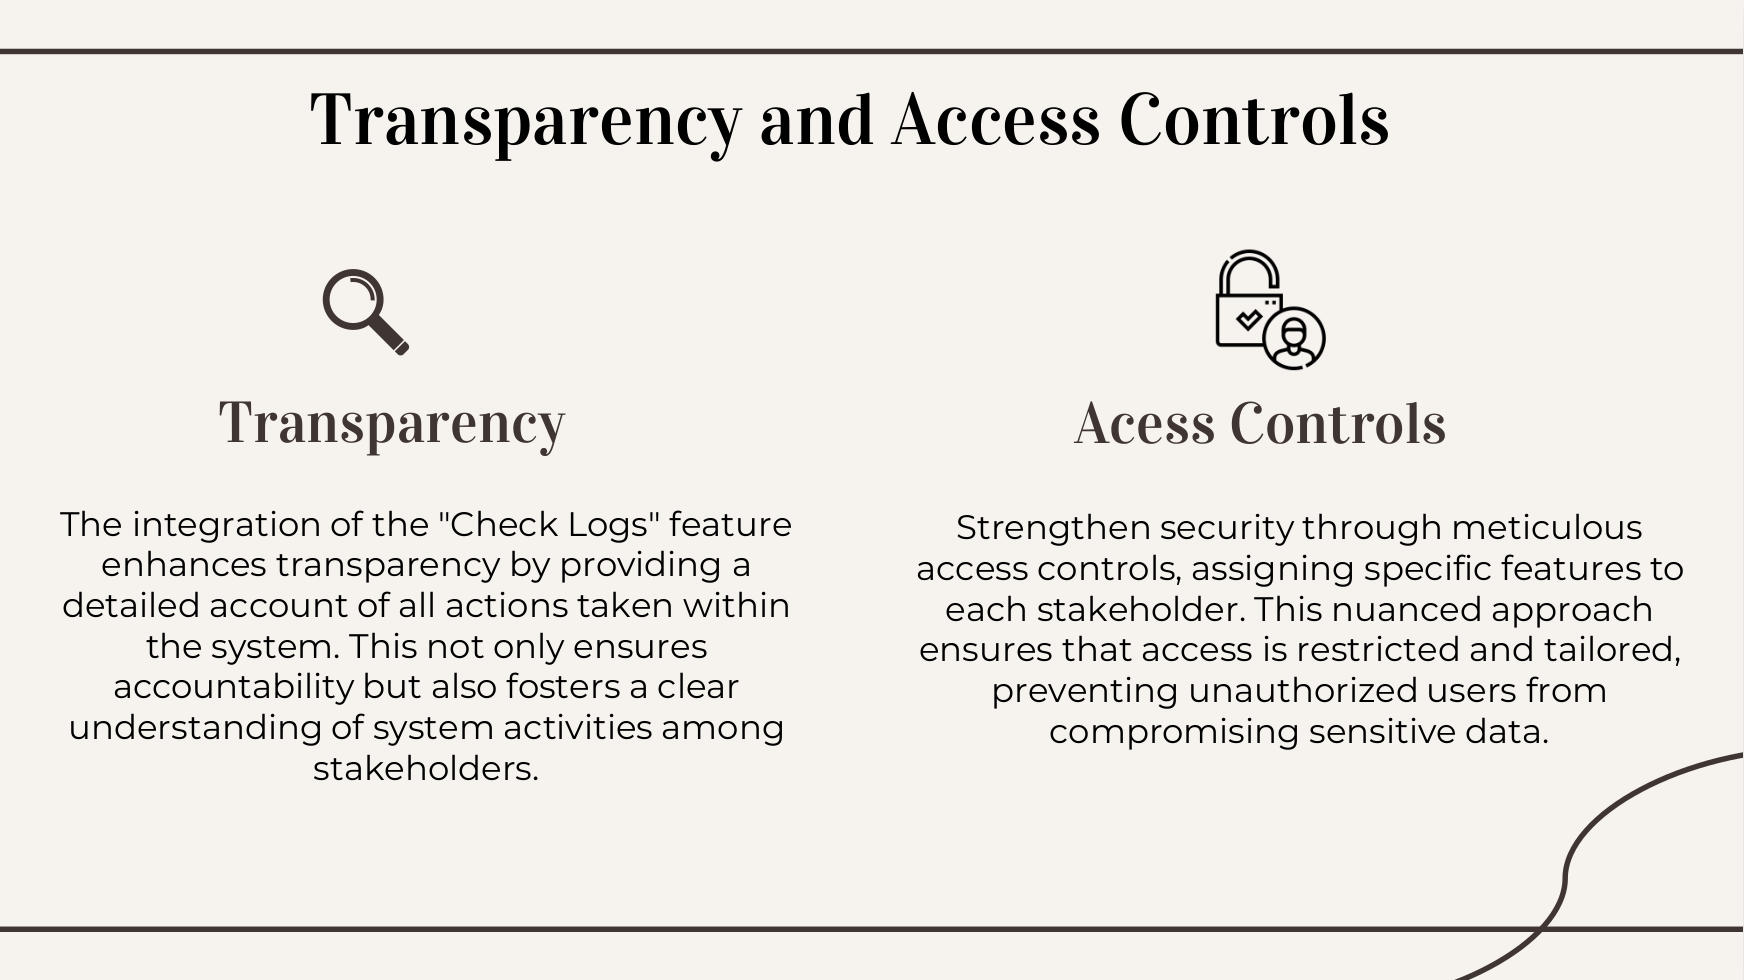 Transparency and Access Controls
Transparency
The integration of the "Check Logs" feature
enhances transparency by providing a
detailed account of all actions taken within
the system. This not only ensures
accountability but also fosters a clear
understanding of system activities among
stakeholders.
Acess Controls
Strengthen security through meticulous
access controls, assigning specific features to
each stakeholder. This nuanced approach
ensures that access is restricted and tailored,
preventing unauthorized users from
compromising sensitive data.